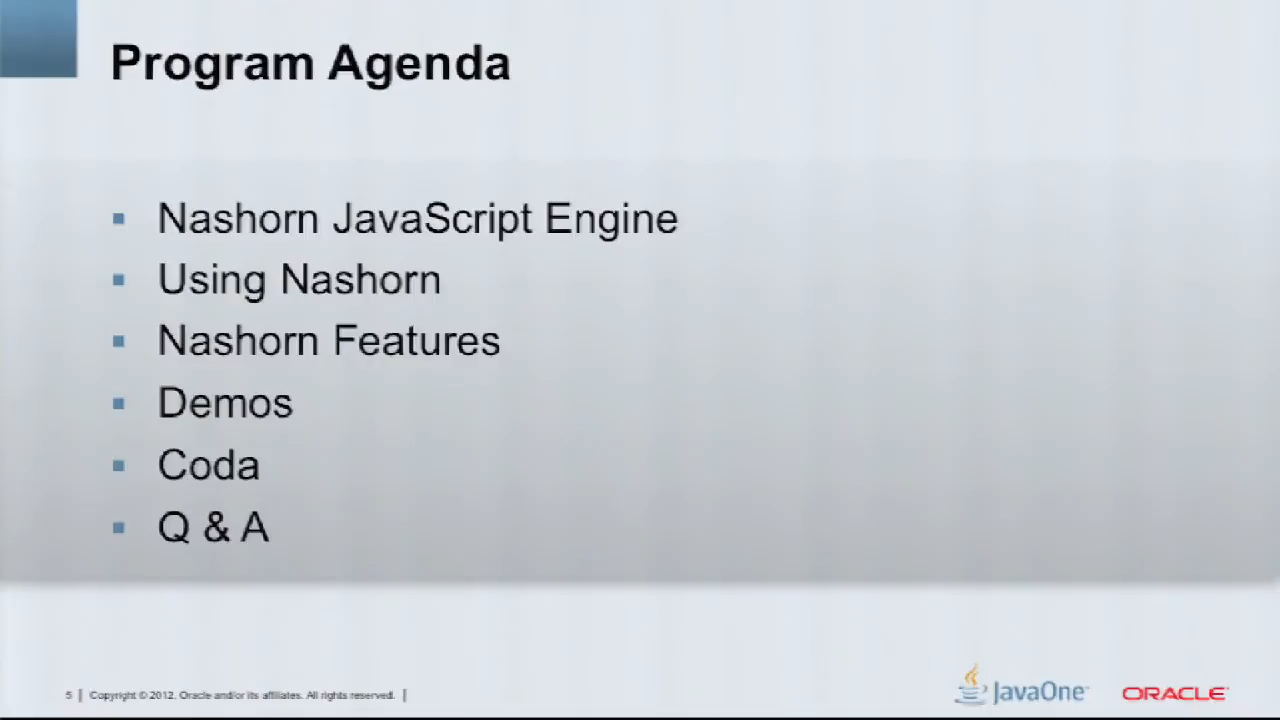 Program Agenda
▪ Nashorn JavaScript Engine
▪ Using Nashorn
▪ Nashorn Features
▪ Demos
▪ Coda
▪ Q & A
5 | Copyright © 2012, Oracle and/or its affiliates. All rights reserved. |
JavaOne™
ORACLE®